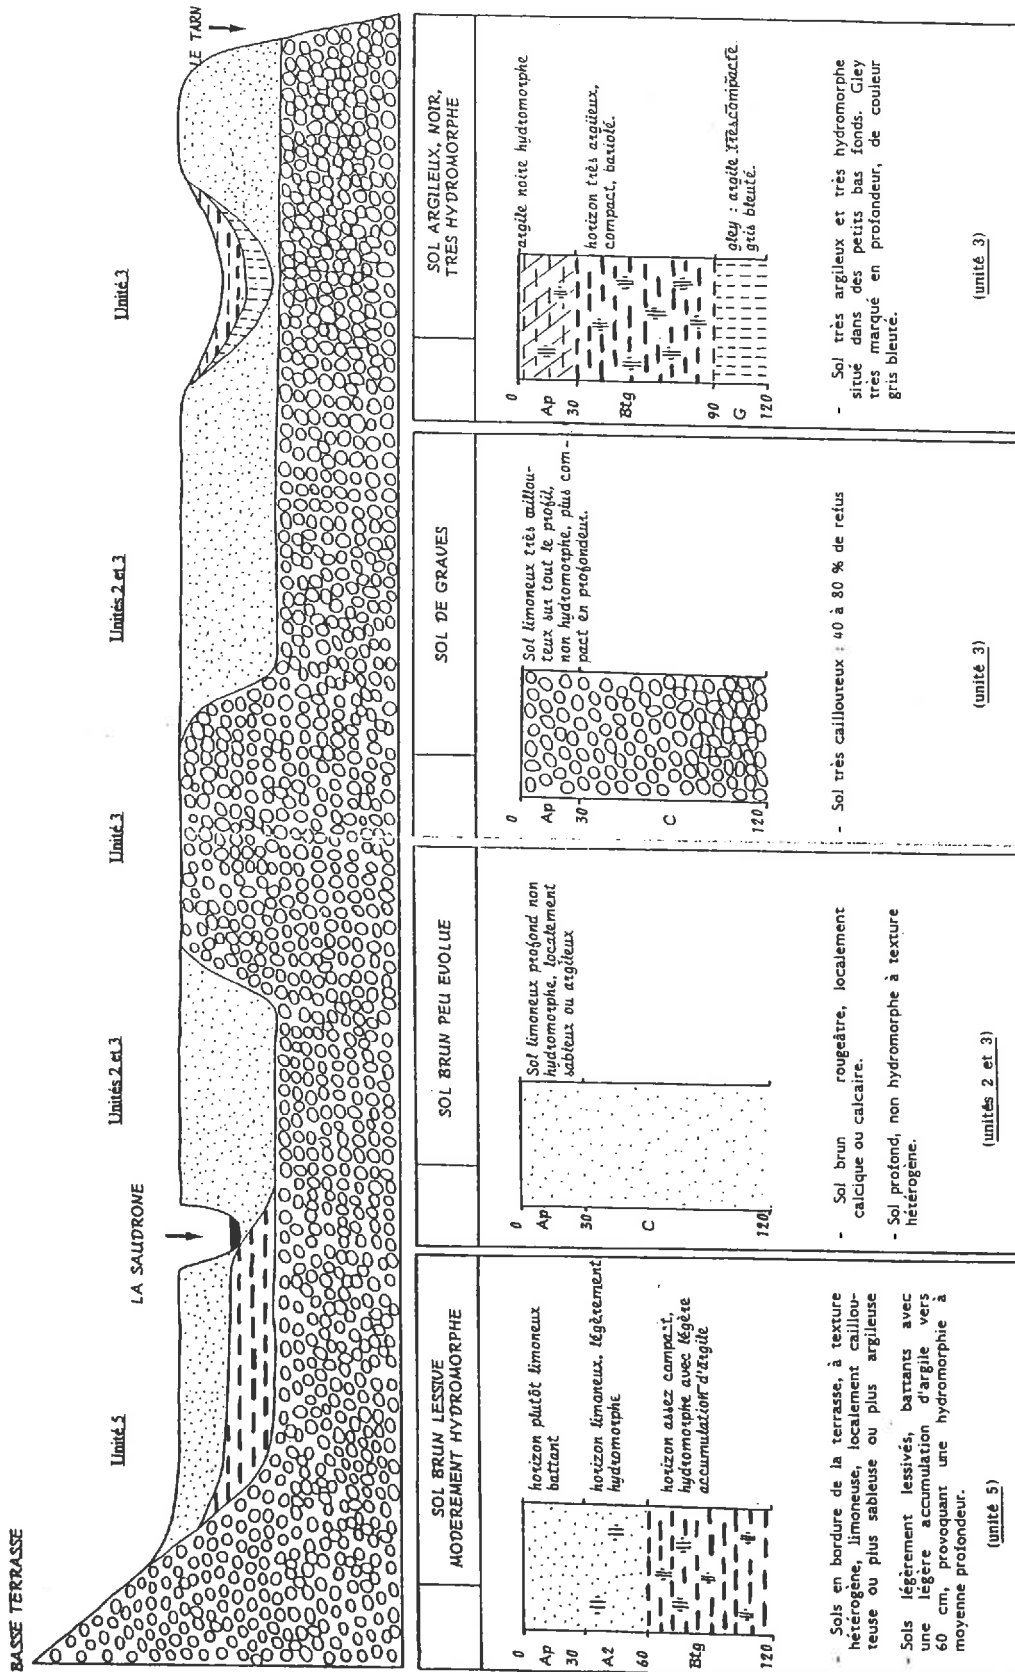 BASSE TERRASSE
LA SAUDRONE
LE TARN
Unité 5
Unités 2 et 3
Unité 3
Unités 2 et 3
Unité 3
SOL BRUN LESSIVE
MODEREMENT HYDROMORPHE
0
Ap
30
A2
60
Btg
120
horizon plutôt limoneux
battant
horizon limoneux, légèrement
hydromorphe
horizon assez compact,
hydromorphe avec légère
accumulation d'argile
- Sols en bordure de la terrasse, à texture
hétérogène, limoneuse, localement caillou-
teuse ou plus sableuse ou plus argileuse
- Sols légèrement lessivés, battants avec
une légère accumulation d'argile vers
60 cm, provoquant une hydromorphie à
moyenne profondeur.
(unité 5)
SOL BRUN PEU EVOLUE
0
Ap
30
C
120
Sol limoneux profond non
hydromorphe, localement
sableux ou argileux
- Sol brun rougeâtre, localement
calcique ou calcaire.
- Sol profond, non hydromorphe à texture
hétérogène.
(unités 2 et 3)
SOL DE GRAVES
0
Ap
30
C
120
Sol limoneux très caillou-
teux sur tout le profil,
non hydromorphe, plus com-
pact en profondeur.
- Sol très caillouteux : 40 à 80 % de refus
(unité 3)
SOL ARGILEUX, NOIR,
TRES HYDROMORPHE
0
Ap
30
Btg
90
G
120
argile noire hydromorphe
horizon très argileux,
compact, bariolé.
gley : argile très compacte
gris bleuté.
- Sol très argileux et très hydromorphe
situé dans des petits bas fonds. Gley
très marqué en profondeur, de couleur
gris bleuté.
(unité 3)